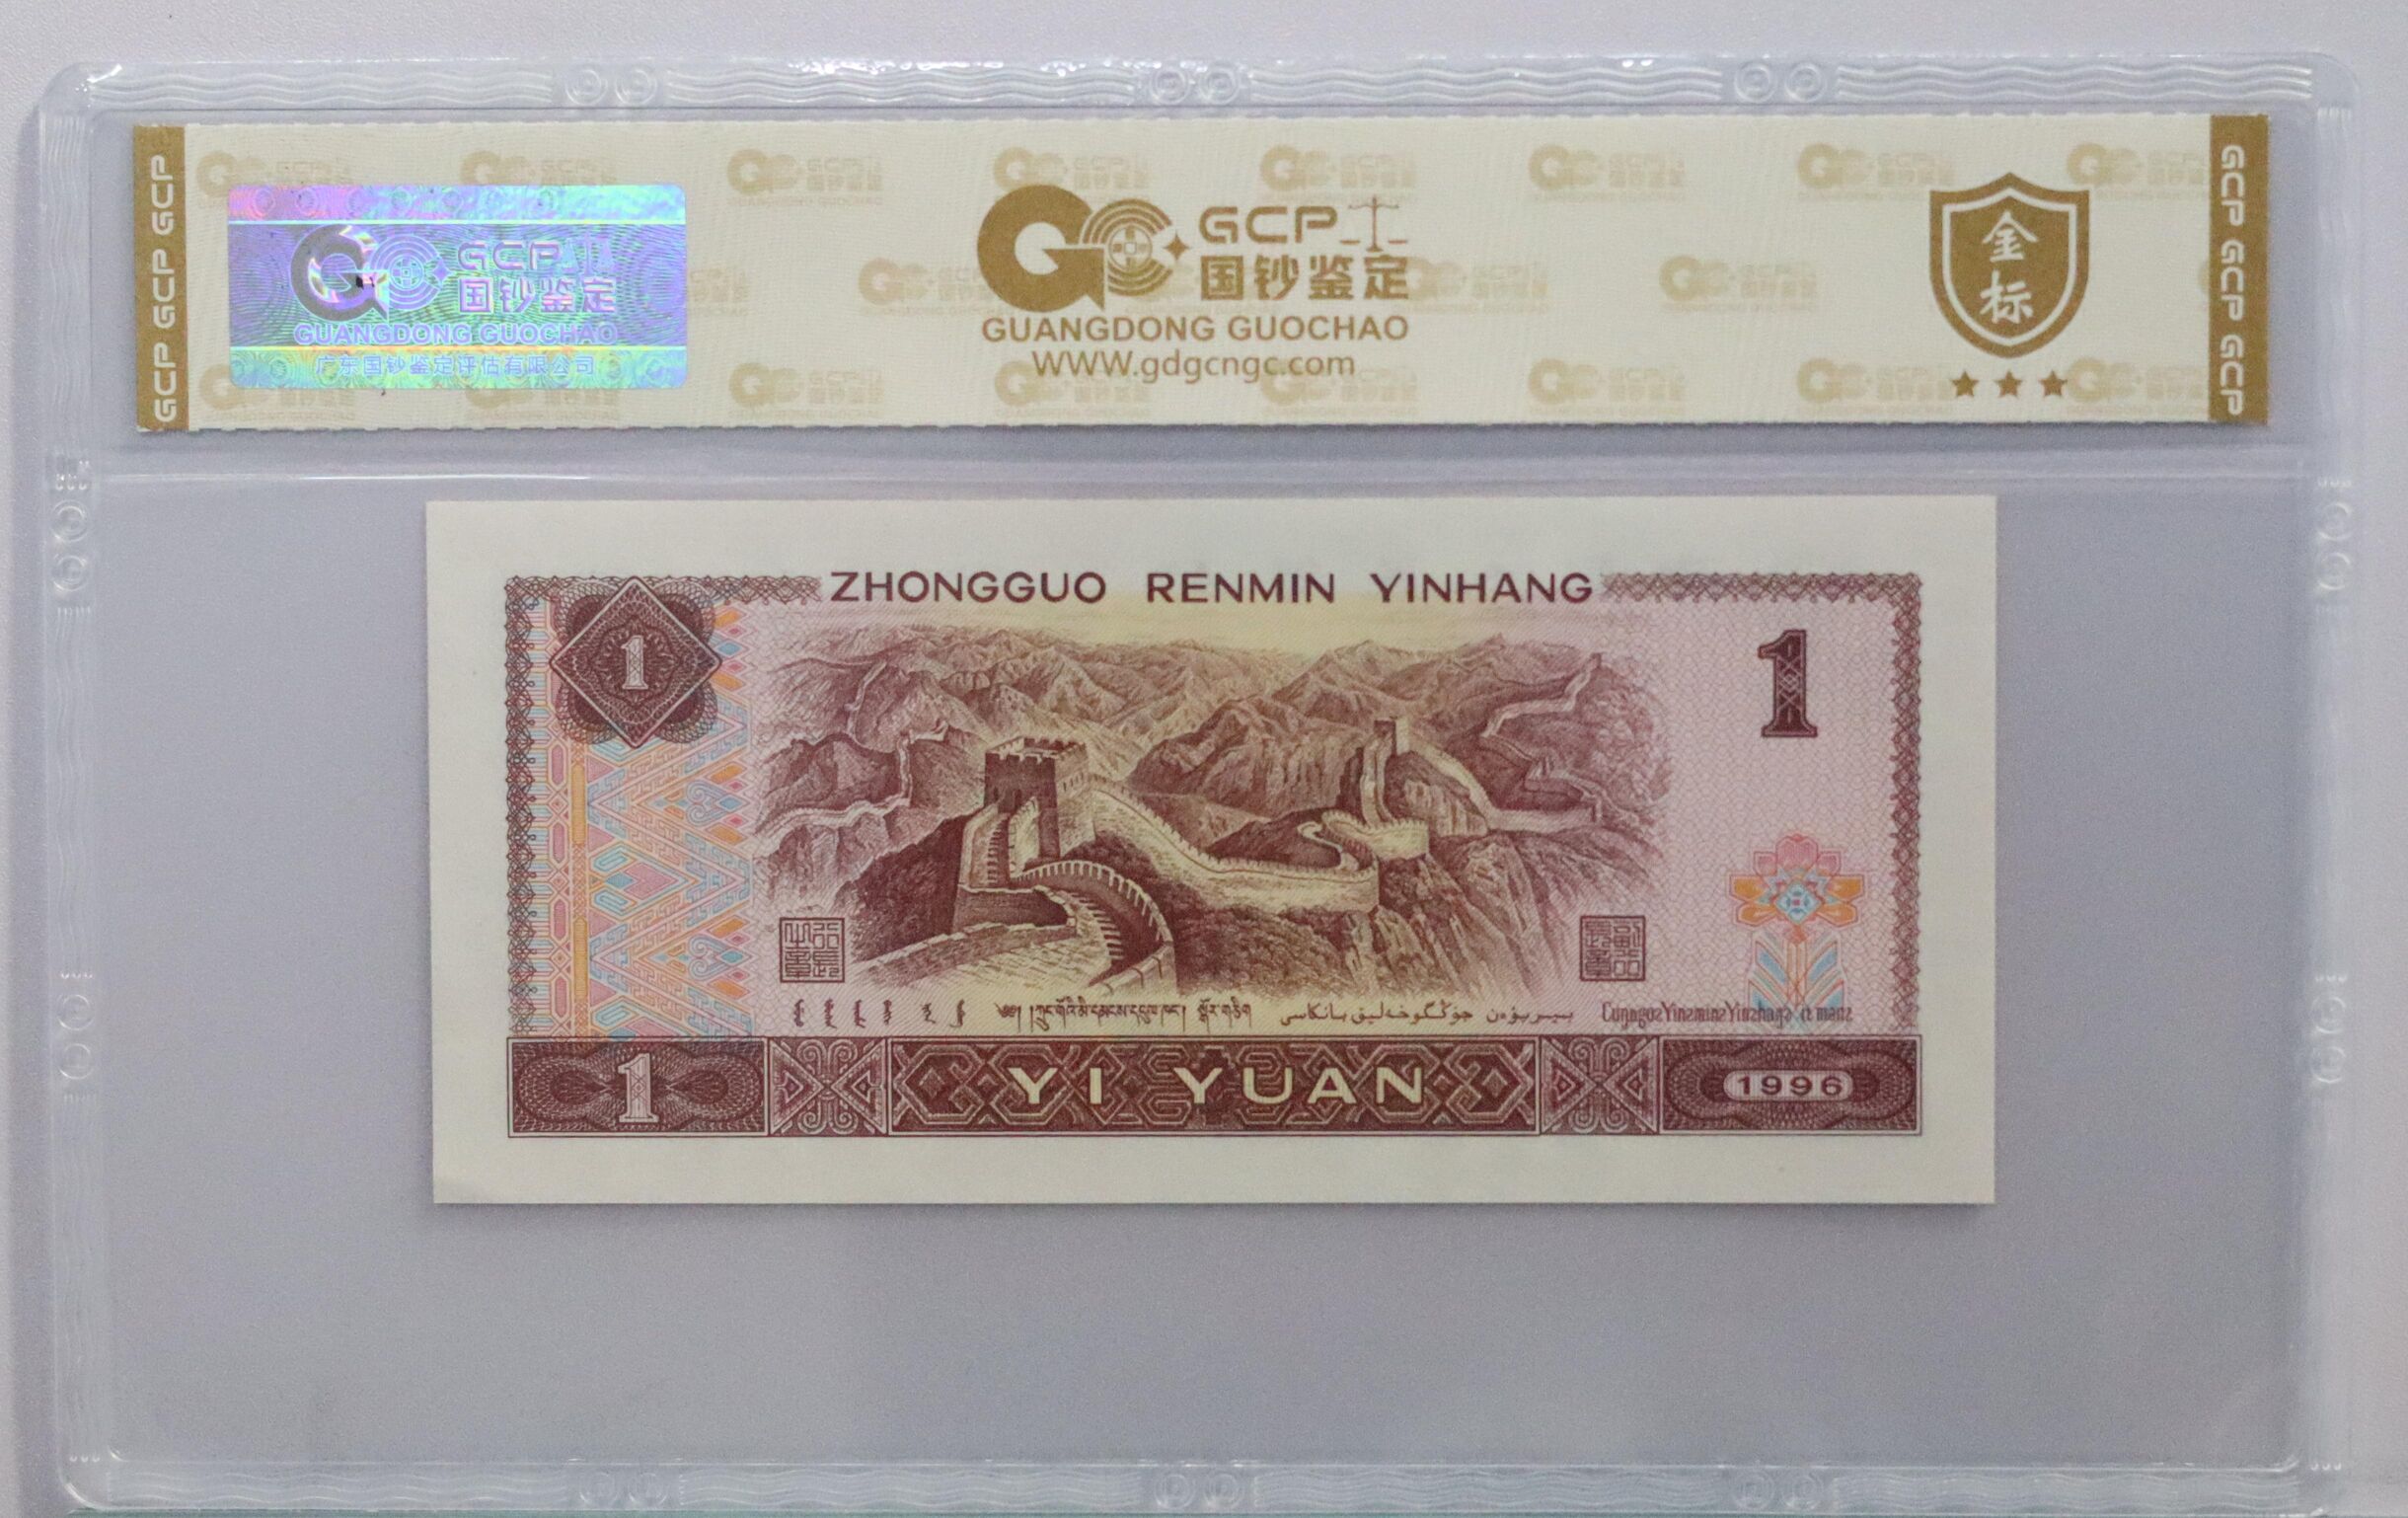 GCP GCP GCP
GCP
国钞鉴定
GUANGDONG GUOCHAO
广东国钞鉴定评估有限公司
GCP
国钞鉴定
GUANGDONG GUOCHAO
WWW.gdgcngc.com
金
标
GCP GCP GCP
ZHONGGUO RENMIN YINHANG
1
1
1
YI YUAN
1996